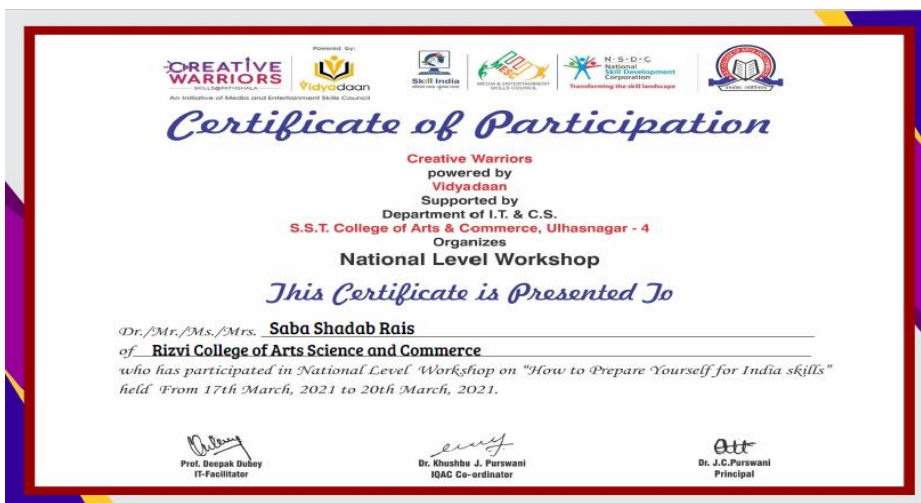 CREATIVE
WARRIORS
SKILLS@PATHSHALA
An Initiative of Media and Entertainment Skills Council
Powered by:
Vidyadaan
Skill India
कौशल भारत - कुशल भारत
MESC
MEDIA & ENTERTAINMENT
SKILLS COUNCIL
N·S·D·C
National
Skill Development
Corporation
Transforming the skill landscape
Certificate of Participation
Creative Warriors
powered by
Vidyadaan
Supported by
Department of I.T. & C.S.
S.S.T. College of Arts & Commerce, Ulhasnagar - 4
Organizes
National Level Workshop
This Certificate is Presented To
Dr./Mr./Ms./Mrs. Saba Shadab Rais
of Rizvi College of Arts Science and Commerce
who has participated in National Level Workshop on “How to Prepare Yourself for India skills”
held From 17th March, 2021 to 20th March, 2021.
Prof. Deepak Dubey
IT-Facilitator
Dr. Khushbu J. Purswani
IQAC Co-ordinator
Dr. J.C.Purswani
Principal